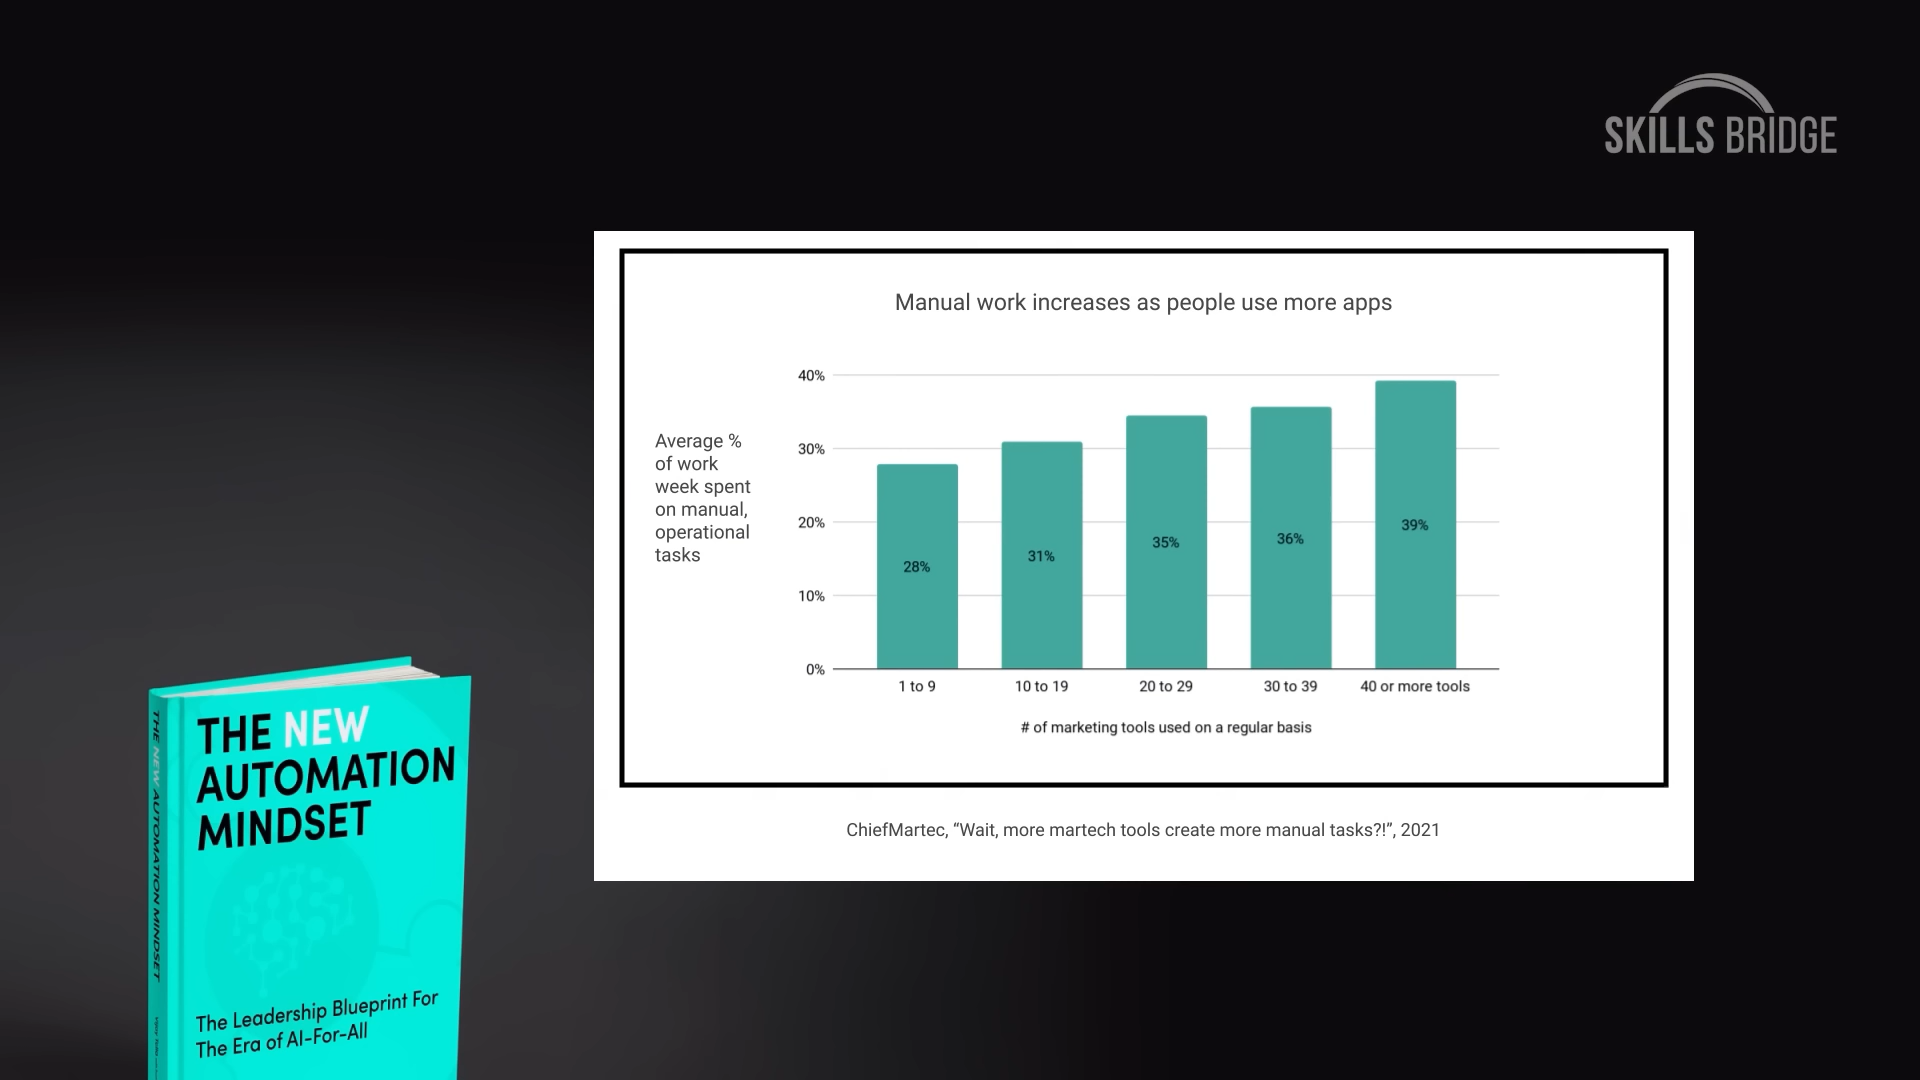 SKILLS BRIDGE
Manual work increases as people use more apps
Average %
of work
week spent
on manual,
operational
tasks
40%
30%
20%
10%
0%
28%
31%
35%
36%
39%
1 to 9
10 to 19
20 to 29
30 to 39
40 or more tools
# of marketing tools used on a regular basis
ChiefMartec, “Wait, more martech tools create more manual tasks?!”, 2021
THE NEW AUTOMATION MINDSET
THE NEW
AUTOMATION
MINDSET
The Leadership Blueprint For
The Era of AI-For-All